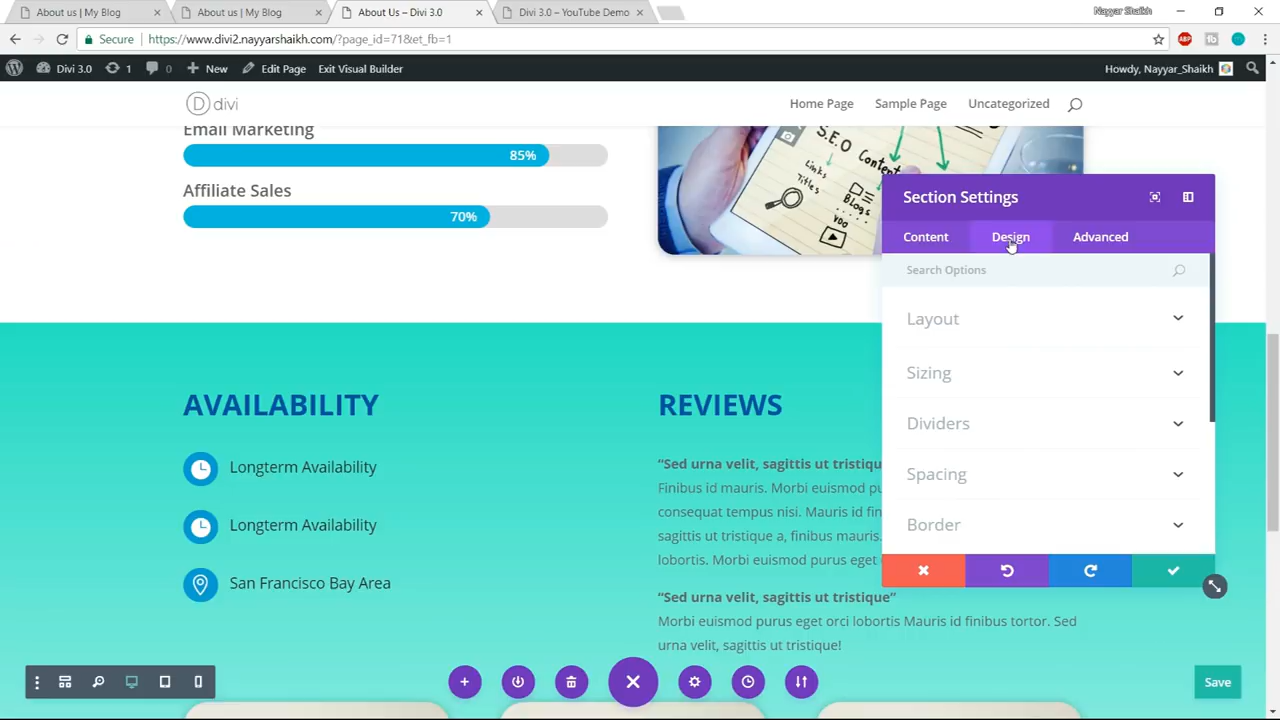 About us | My Blog
About us | My Blog
About Us – Divi 3.0
Divi 3.0 – YouTube Demo
Nayyar Shaikh
Secure
https://www.divi2.nayyarshaikh.com/?page_id=71&et_fb=1
ABP
Divi 3.0
1
0
New
Edit Page
Exit Visual Builder
Howdy, Nayyar_Shaikh
D divi
Home Page
Sample Page
Uncategorized
Email Marketing
85%
Affiliate Sales
70%
S.E.O
Content
Links
Titles
Blogs
Section Settings
Content
Design
Advanced
Search Options
Layout
Sizing
Dividers
Spacing
Border
AVAILABILITY
Longterm Availability
Longterm Availability
San Francisco Bay Area
REVIEWS
“Sed urna velit, sagittis ut tristiqu
Finibus id mauris. Morbi euismod pu
consequat tempus nisi. Mauris id fin
sagittis ut tristique a, finibus mauris.
lobortis. Morbi euismod purus eget
“Sed urna velit, sagittis ut tristique”
Morbi euismod purus eget orci lobortis Mauris id finibus tortor. Sed
urna velit, sagittis ut tristique!
Save